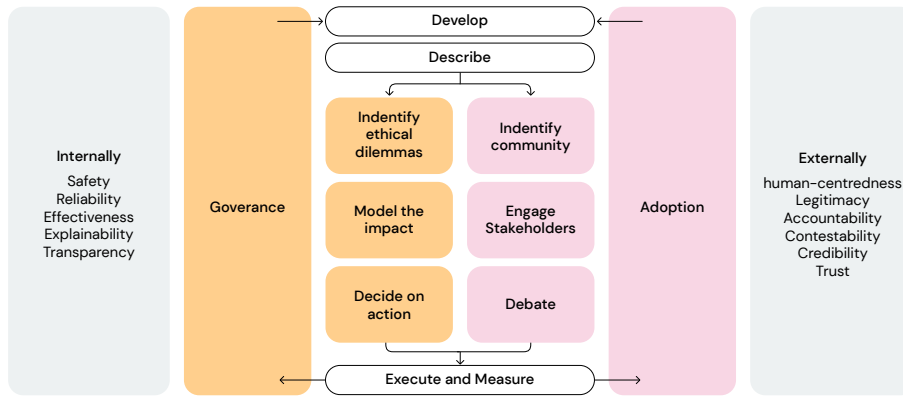 Develop
Describe
Internally
Safety
Reliability
Effectiveness
Explainability
Transparency
Goverance
Indentify
ethical
dilemmas
Model the
impact
Decide on
action
Indentify
community
Engage
Stakeholders
Debate
Adoption
Externally
human-centredness
Legitimacy
Accountability
Contestability
Credibility
Trust
Execute and Measure